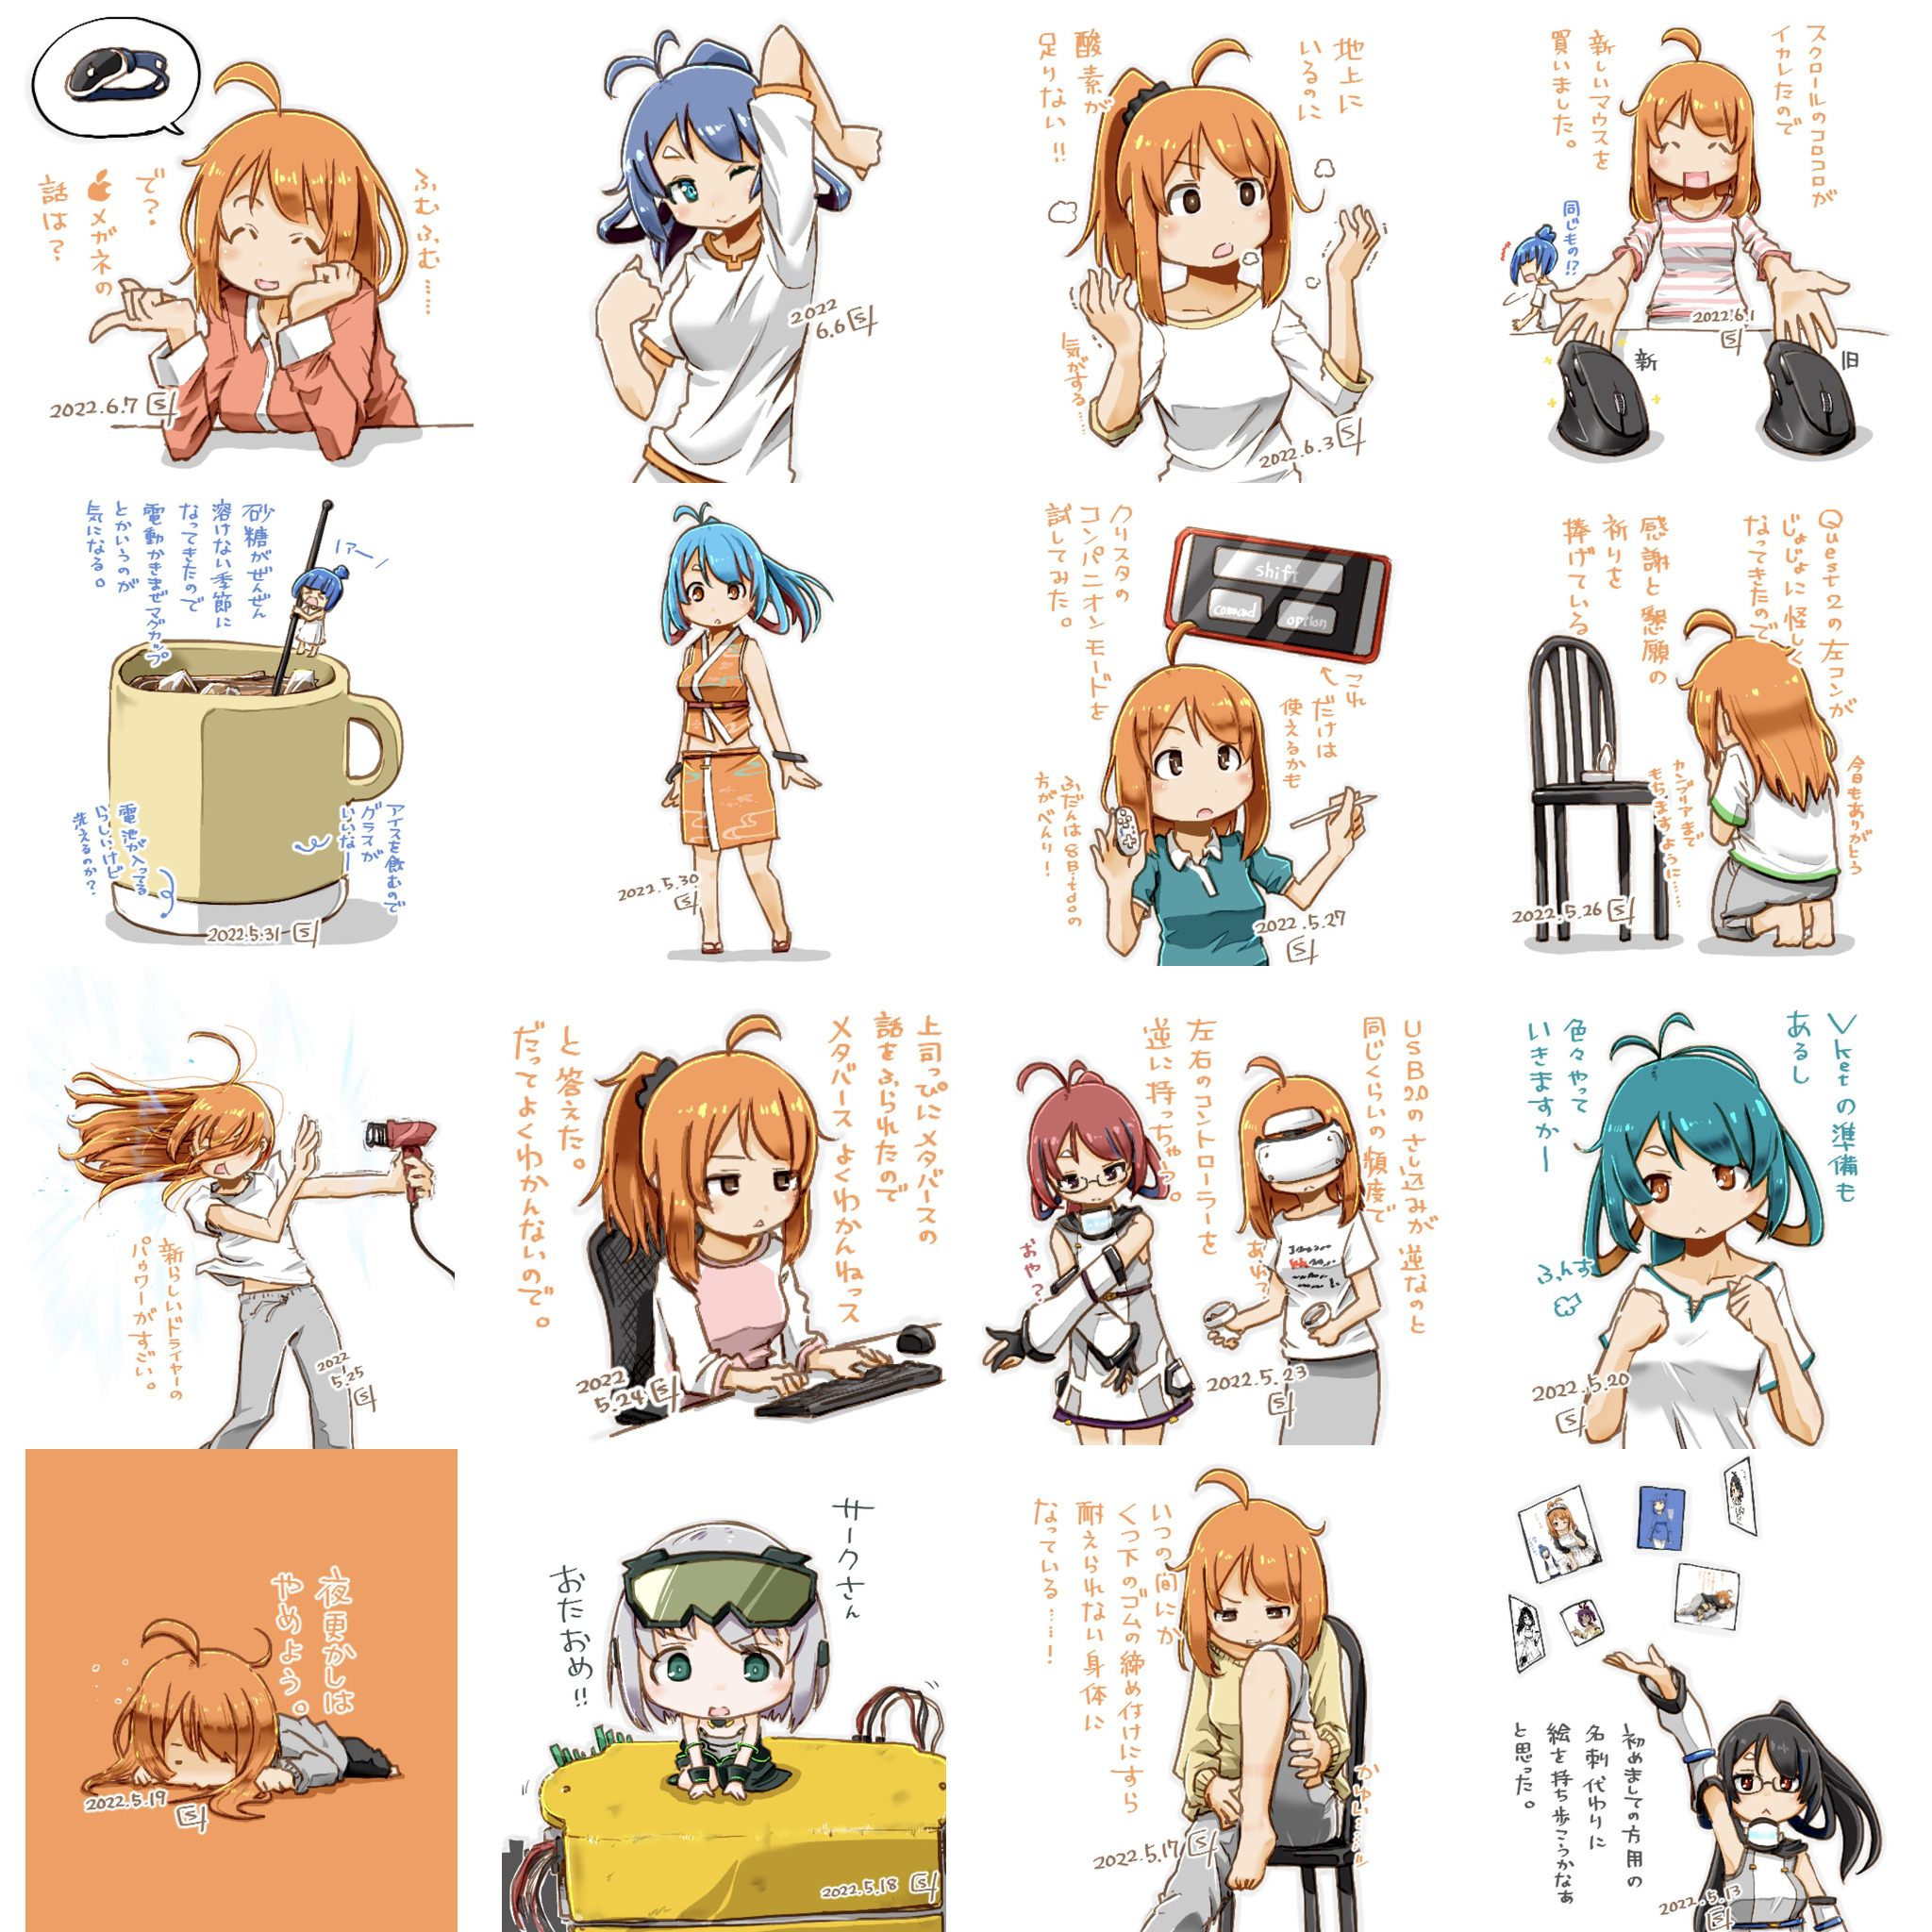 ふむふむ……
で？
メガネの
話は？
2022.6.7
2022
6.6
地上に
いるのに
酸素が
足りない!!
気がする……
2022.6.3
スクロールのコロコロが
イカレたので
新しいマウスを
買いました。
同じもの!?
2022.6.1
新
旧
砂糖がぜんぜん
溶けない季節に
なってきたので
電動かきまぜマグカップ
とかいうのが
気になる。
アイスを飲むので
グラスが
いいなー
電池が入ってる
らしいけど
洗えるのか？
2022.5.31
2022.5.30
クリスタの
コンパニオンモードを
試してみた。
shift
comand
option
これ
だけは
使えるかも
ふだんは8Bitdoの
方がべんり！
2022.5.27
Quest2の左コンが
じょじょに怪しく
なってきたので
感謝と懇願の
祈りを
捧げている
今日もありがとう
カンブリアまで
もちますように……
2022.5.26
新らしいドライヤーの
パゥワーがすごい。
2022
5.25
上司っぴにメタバースの
話をふられたので
メタバースよくわかんねっス
と答えた。
だってよくわかんないので。
2022
5.24
USB2.0のさし込みが逆なのと
同じくらいの頻度で
左右のコントローラーを
逆に持っちゃう。
あれ？
おや？
2022.5.23
Vketの準備も
あるし
色々やって
いきますかー
ふんす
2022.5.20
夜更かしは
やめよう。
2022.5.19
サークさん
おたおめ!!
2022.5.18
いつの間にか
くつ下のゴムの締め付けにすら
耐えられない身体に
なっている……！
かゆい……!!
2022.5.17
初めましての方用の
名刺代わりに
絵を持ち歩こうかなぁ
と思った。
2022.5.13